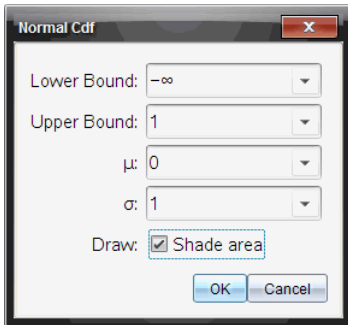 Normal Cdf
Lower Bound: -∞
Upper Bound: 1
μ: 0
σ: 1
Draw: Shade area
OK Cancel